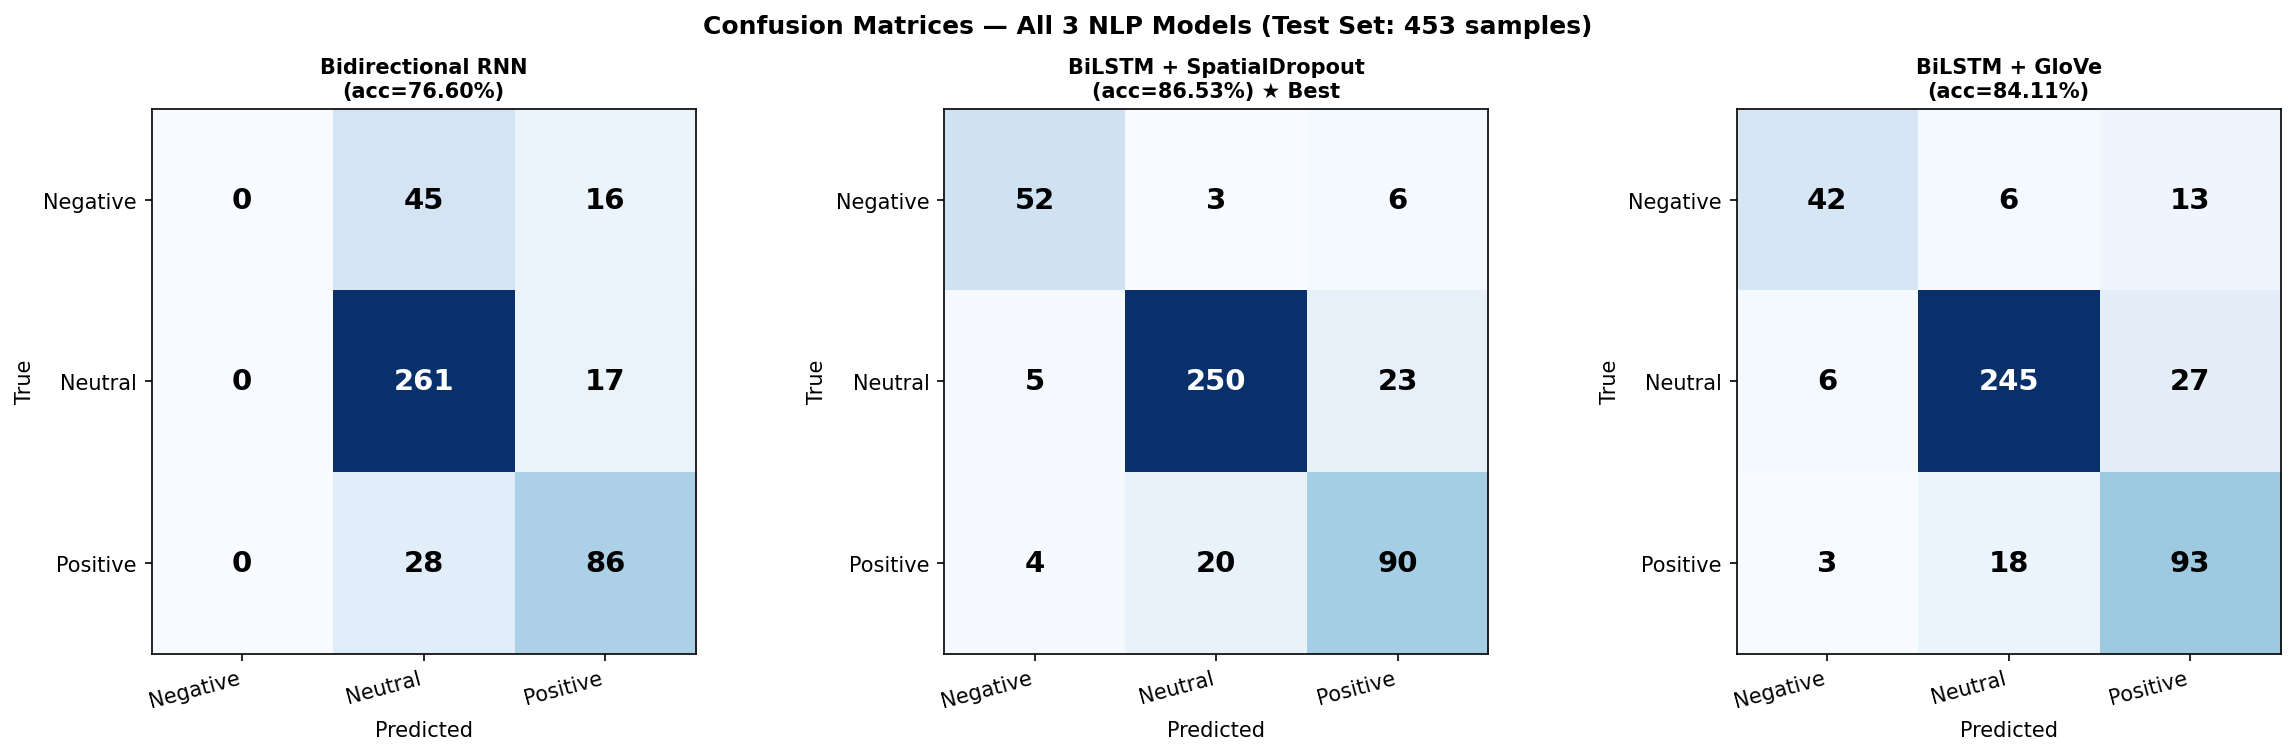 Confusion Matrices — All 3 NLP Models (Test Set: 453 samples)
Bidirectional RNN
(acc=76.60%)
True
Negative 0 45 16
Neutral 0 261 17
Positive 0 28 86
Negative Neutral Positive
Predicted
BiLSTM + SpatialDropout
(acc=86.53%) ★ Best
True
Negative 52 3 6
Neutral 5 250 23
Positive 4 20 90
Negative Neutral Positive
Predicted
BiLSTM + GloVe
(acc=84.11%)
True
Negative 42 6 13
Neutral 6 245 27
Positive 3 18 93
Negative Neutral Positive
Predicted